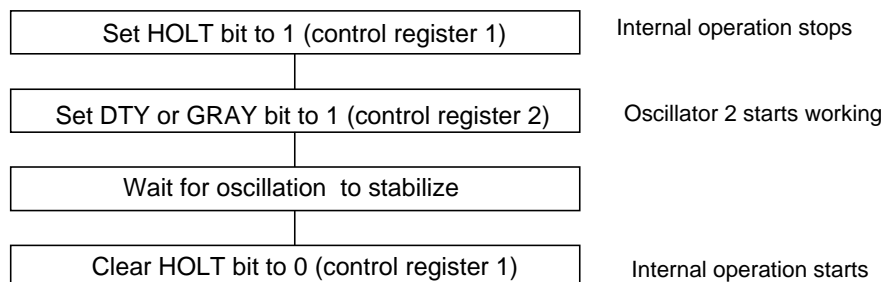 Set HOLT bit to 1 (control register 1)
Internal operation stops
Set DTY or GRAY bit to 1 (control register 2)
Oscillator 2 starts working
Wait for oscillation to stabilize
Clear HOLT bit to 0 (control register 1)
Internal operation starts